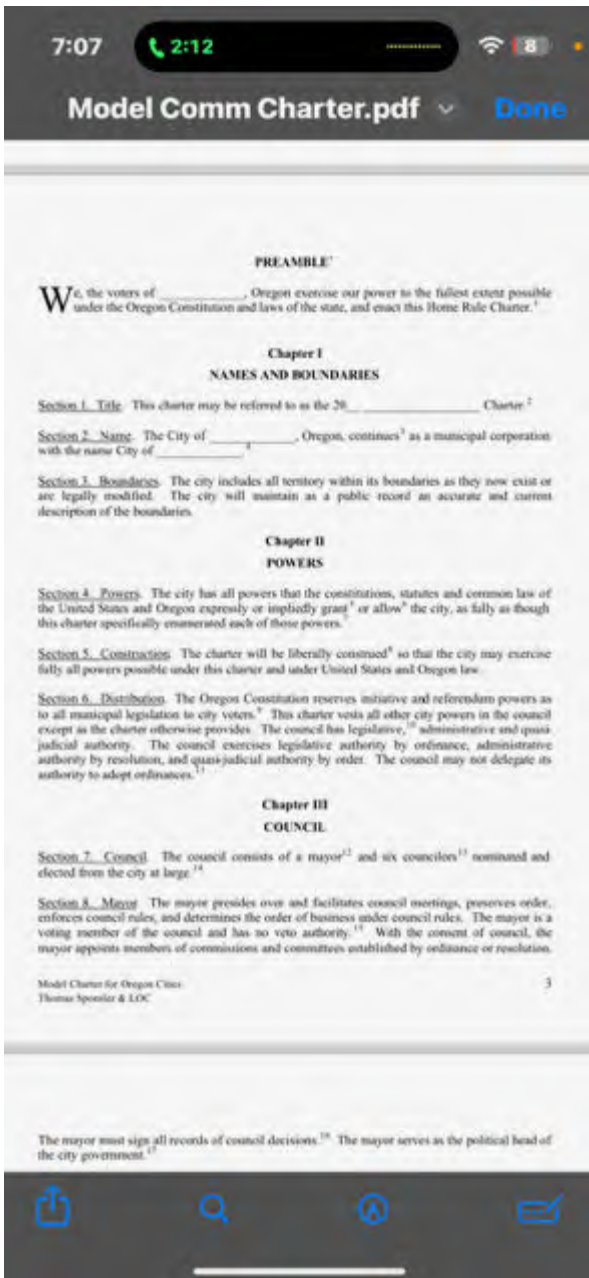 7:07
2:12
8
Model Comm Charter.pdf
Done
PREAMBLE
We, the voters of ____________, Oregon exercise our power to the fullest extent possible
under the Oregon Constitution and laws of the state, and enact this Home Rule Charter.
Chapter I
NAMES AND BOUNDARIES
Section 1. Title. This charter may be referred to as the 20__________________ Charter.2
Section 2. Name. The City of ____________, Oregon, continues3 as a municipal corporation
with the name City of ____________.4
Section 3. Boundaries. The city includes all territory within its boundaries as they now exist or
are legally modified. The city will maintain as a public record an accurate and current
description of the boundaries.
Chapter II
POWERS
Section 4. Powers. The city has all powers that the constitutions, statutes and common law of
the United States and Oregon expressly or impliedly grant5 or allow6 the city, as fully as though
this charter specifically enumerated each of those powers.7
Section 5. Construction. The charter will be liberally construed8 so that the city may exercise
fully all powers possible under this charter and under United States and Oregon law.
Section 6. Distribution. The Oregon Constitution reserves initiative and referendum powers as
to all municipal legislation to city voters.9 This charter vests all other city powers in the council
except as the charter otherwise provides. The council has legislative,10 administrative and quasi-
judicial authority. The council exercises legislative authority by ordinance, administrative
authority by resolution, and quasi-judicial authority by order. The council may not delegate its
authority to adopt ordinances.11
Chapter III
COUNCIL
Section 7. Council. The council consists of a mayor12 and six councilors13 nominated and
elected from the city at large.14
Section 8. Mayor. The mayor presides over and facilitates council meetings, preserves order,
enforces council rules, and determines the order of business under council rules. The mayor is a
voting member of the council and has no veto authority.15 With the consent of council, the
mayor appoints members of commissions and committees established by ordinance or resolution.
Model Charter for Oregon Cities
Thomas Sponsler & LOC
3
The mayor must sign all records of council decisions.16 The mayor serves as the political head of
the city government.17